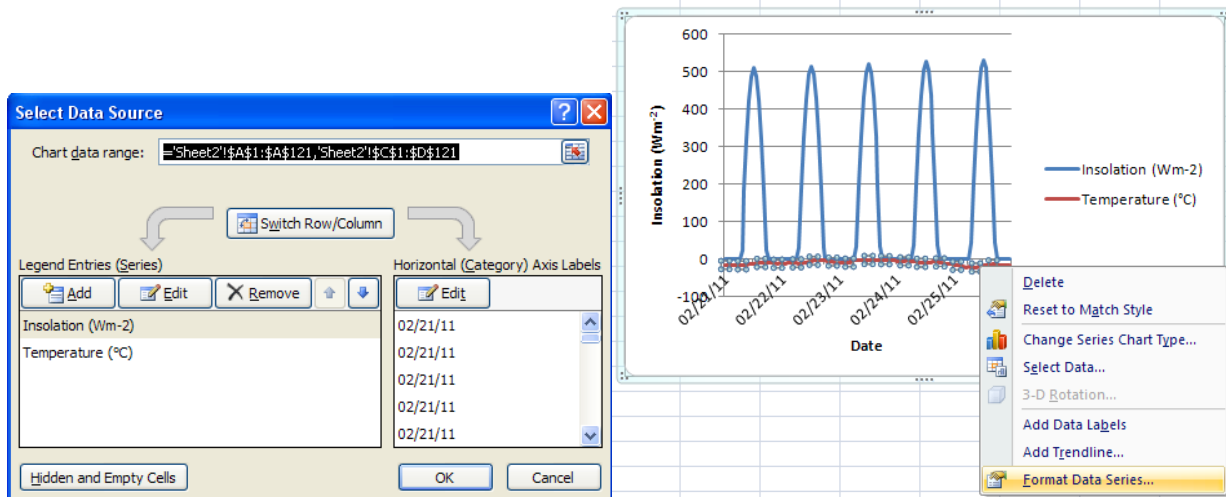 Select Data Source
Chart data range:
='Sheet2'!$A$1:$A$121,'Sheet2'!$C$1:$D$121
Switch Row/Column
Legend Entries (Series)
Add
Edit
Remove
Insolation (Wm-2)
Temperature (°C)
Horizontal (Category) Axis Labels
Edit
02/21/11
02/21/11
02/21/11
02/21/11
02/21/11
Hidden and Empty Cells
OK
Cancel
600
500
400
300
200
100
0
-100
Insolation (Wm⁻²)
02/21/11
02/22/11
02/23/11
02/24/11
02/25/11
Date
Insolation (Wm-2)
Temperature (°C)
Delete
Reset to Match Style
Change Series Chart Type...
Select Data...
3-D Rotation...
Add Data Labels
Add Trendline...
Format Data Series...